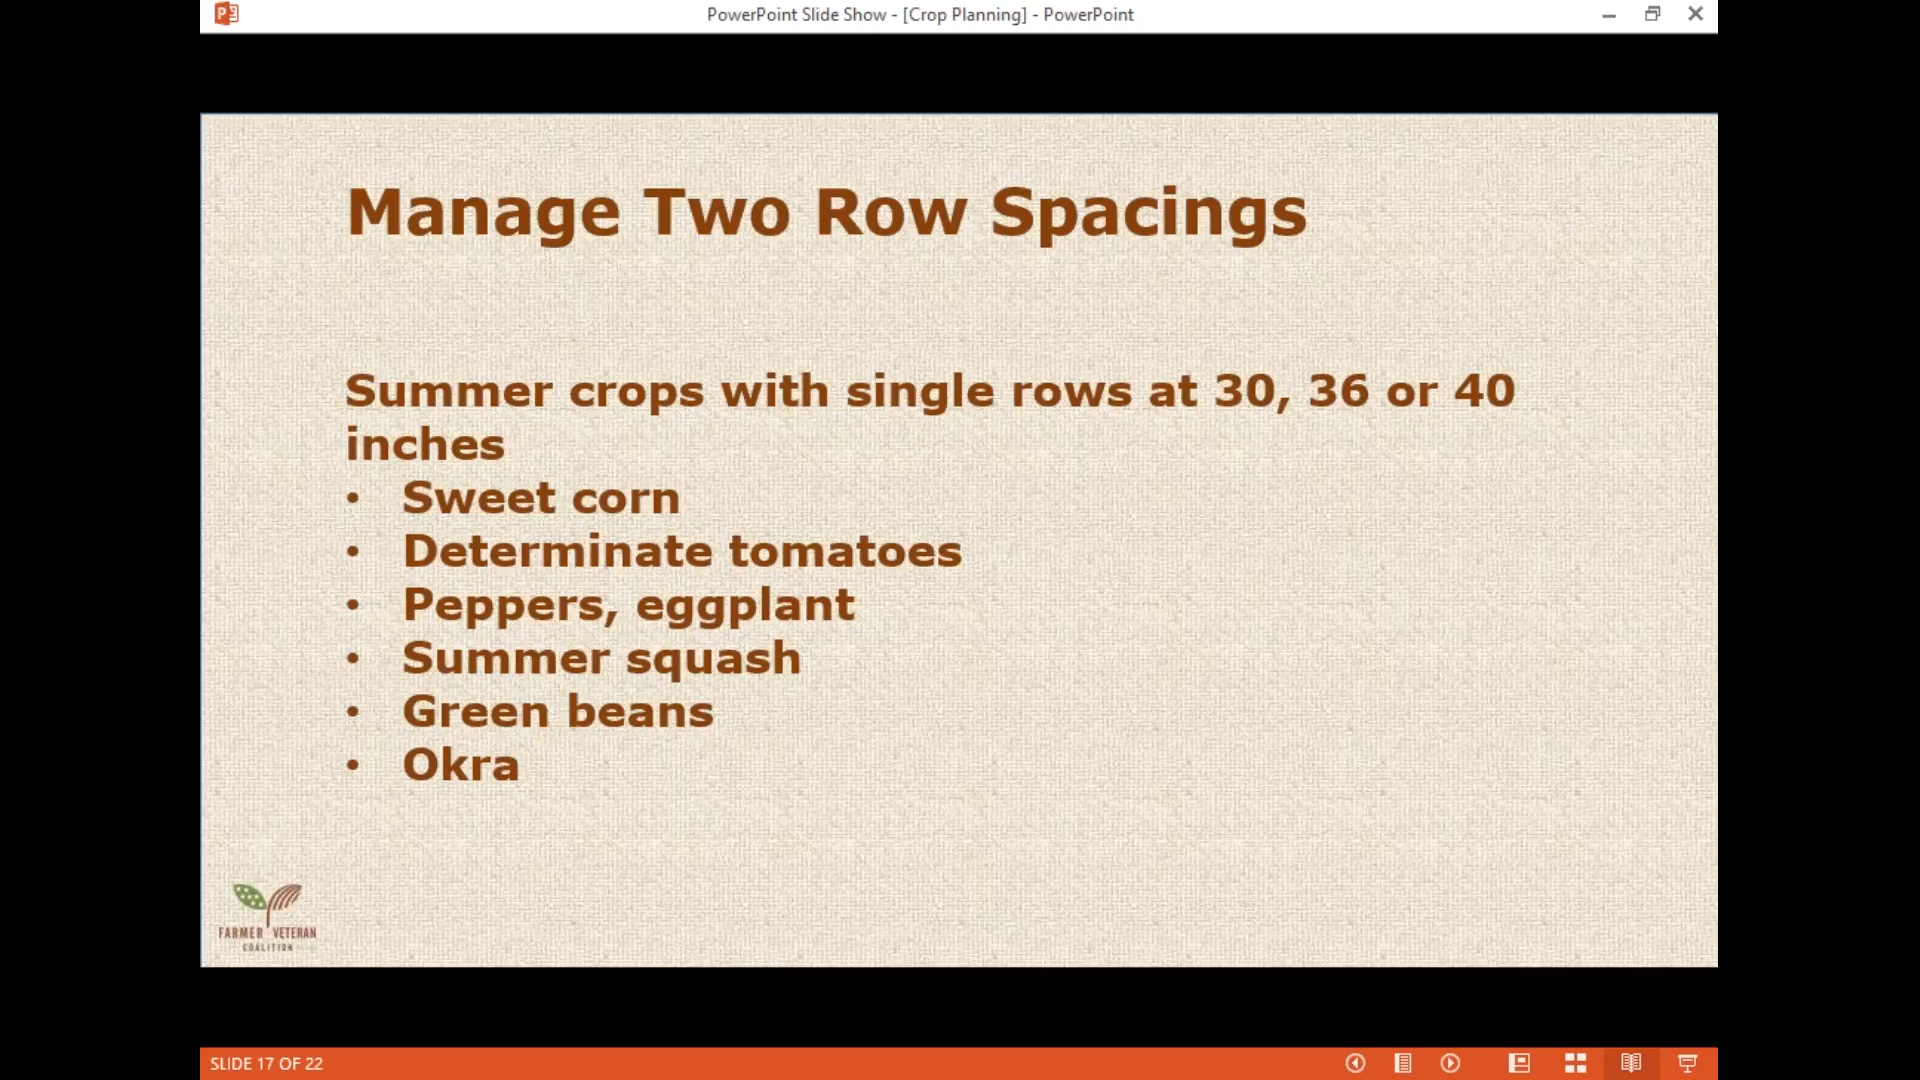 PowerPoint Slide Show - [Crop Planning] - PowerPoint
Manage Two Row Spacings
Summer crops with single rows at 30, 36 or 40
inches
• Sweet corn
• Determinate tomatoes
• Peppers, eggplant
• Summer squash
• Green beans
• Okra
FARMER VETERAN
COALITION
SLIDE 17 OF 22